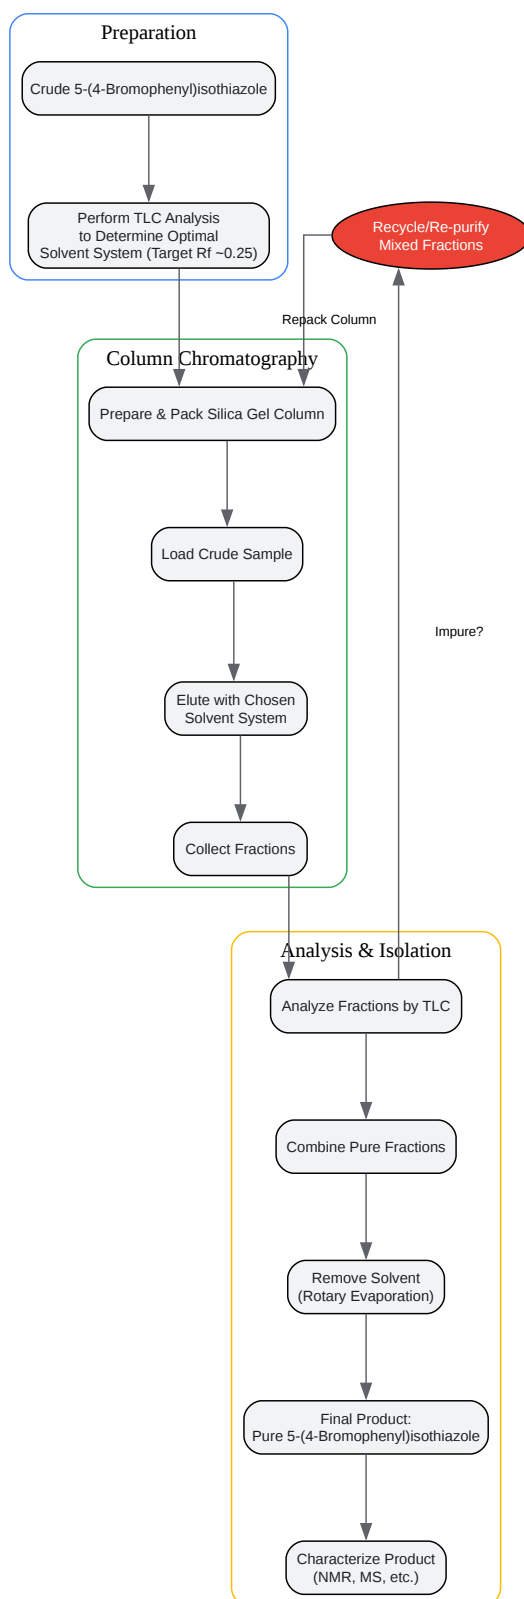 Preparation
Crude 5-(4-Bromophenyl)isothiazole
Perform TLC Analysis
to Determine Optimal
Solvent System (Target Rf ~0.25)
Recycle/Re-purify
Mixed Fractions
Repack Column
Column Chromatography
Prepare & Pack Silica Gel Column
Load Crude Sample
Impure?
Elute with Chosen
Solvent System
Collect Fractions
Analysis & Isolation
Analyze Fractions by TLC
Combine Pure Fractions
Remove Solvent
(Rotary Evaporation)
Final Product:
Pure 5-(4-Bromophenyl)isothiazole
Characterize Product
(NMR, MS, etc.)